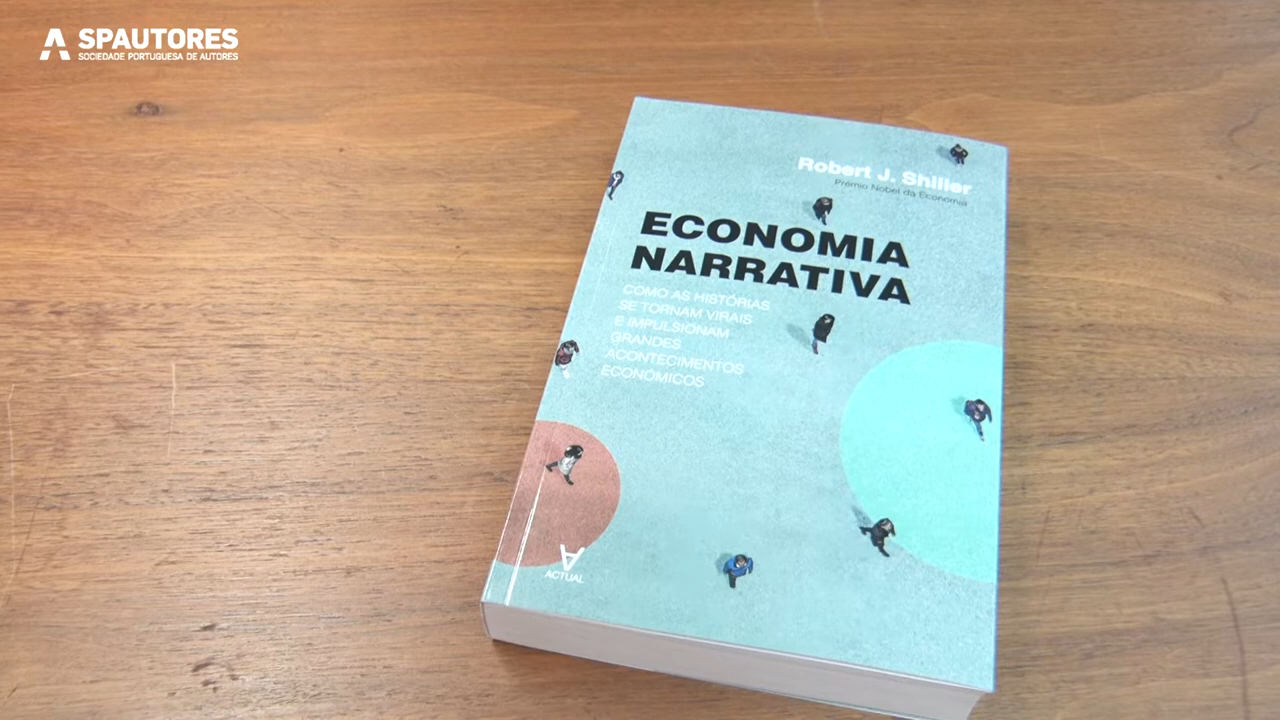 SPAUTORES
SOCIEDADE PORTUGUESA DE AUTORES
Robert J. Shiller
Prémio Nobel da Economia
ECONOMIA
NARRATIVA
COMO AS HISTÓRIAS
SE TORNAM VIRAIS
E IMPULSIONAM
GRANDES
ACONTECIMENTOS
ECONÓMICOS
ACTUAL